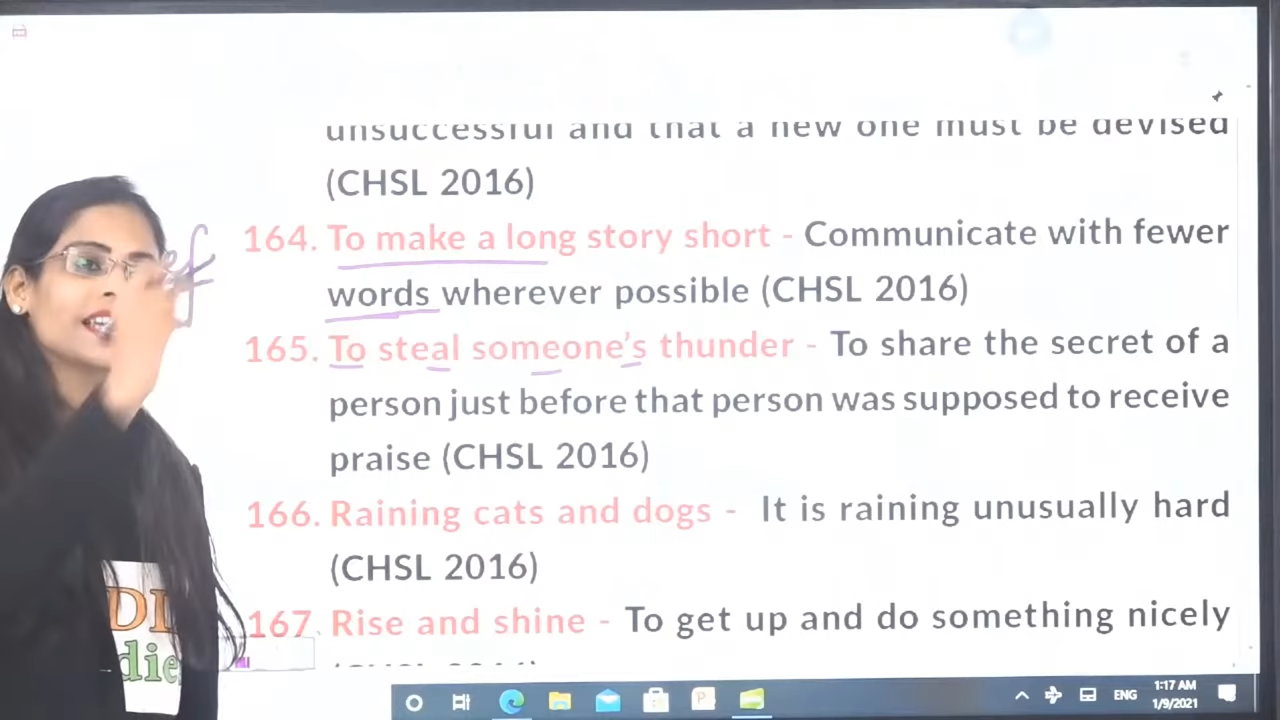 unsuccessful and that a new one must be devised
(CHSL 2016)
164. To make a long story short - Communicate with fewer
words wherever possible (CHSL 2016)
165. To steal someone's thunder - To share the secret of a
person just before that person was supposed to receive
praise (CHSL 2016)
166. Raining cats and dogs - It is raining unusually hard
(CHSL 2016)
167. Rise and shine - To get up and do something nicely
ENG
1:17 AM
1/9/2021